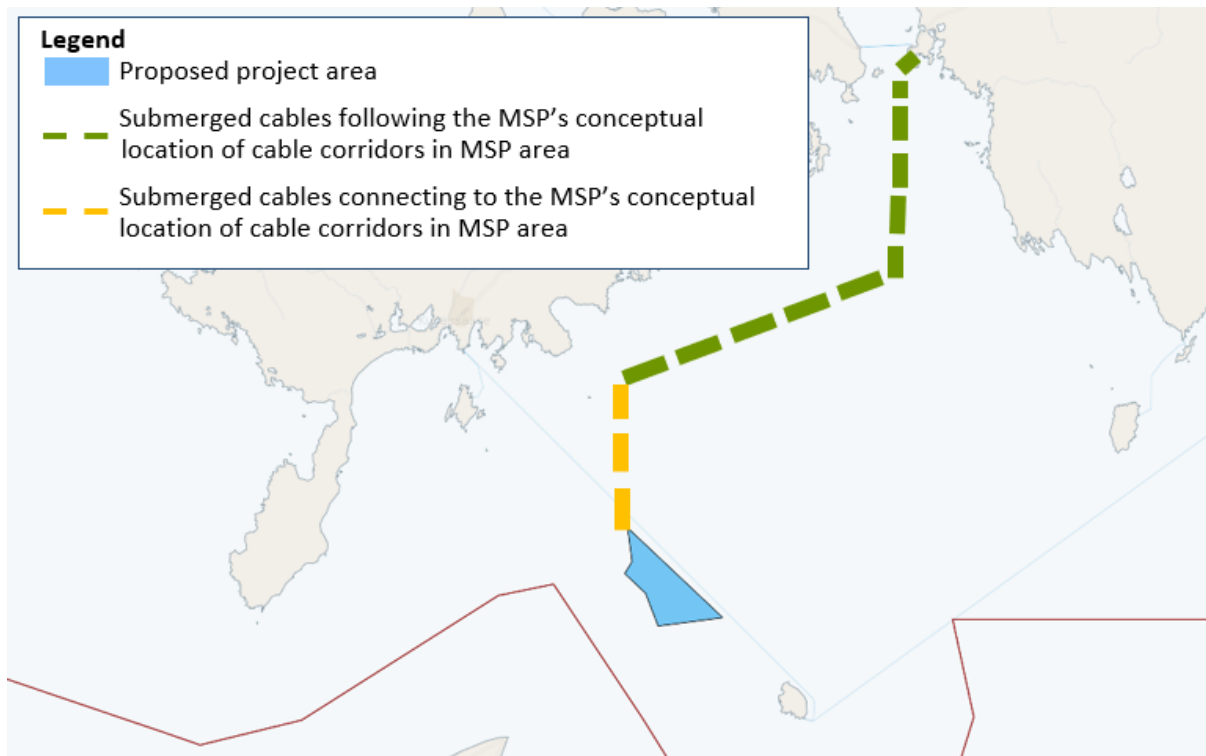 Legend
Proposed project area
Submerged cables following the MSP's conceptual
location of cable corridors in MSP area
Submerged cables connecting to the MSP's conceptual
location of cable corridors in MSP area